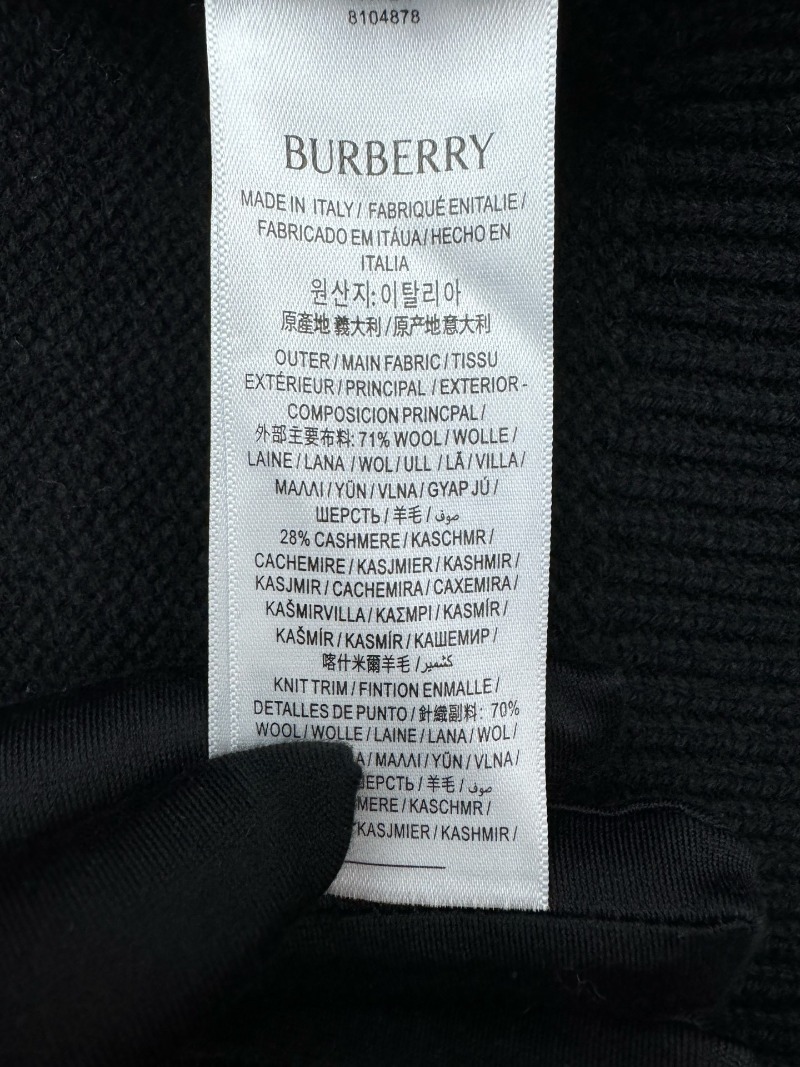 8104878
BURBERRY
MADE IN ITALY / FABRIQUÉ ENITALIE /
FABRICADO EM ITÁUA / HECHO EN
ITALIA
원산지: 이탈리아
原產地 義大利 / 原产地意大利
OUTER / MAIN FABRIC / TISSU
EXTÉRIEUR / PRINCIPAL / EXTERIOR -
COMPOSICION PRINCPAL /
外部主要布料: 71% WOOL / WOLLE /
LAINE / LANA / WOL / ULL / LÃ / VILLA /
ΜΑΛΛΙ / YÜN / VLNA / GYAP JÚ /
ШЕРСТЬ / 羊毛 / صوف
28% CASHMERE / KASCHMR /
CACHEMIRE / KASJMIER / KASHMIR /
KASJMIR / CACHEMIRA / CAXEMIRA /
KAŠMIRVILLA / ΚΑΣΜΡΙ / KASMÍR /
KAŠMÍR / KASMÍR / КАШЕМИР /
喀什米爾羊毛 / كشمير
KNIT TRIM / FINTION ENMALLE /
DETALLES DE PUNTO / 針織副料: 70%
WOOL / WOLLE / LAINE / LANA / WOL /
A / ΜΑΛΛΙ / YÜN / VLNA /
ШЕРСТЬ / 羊毛 / صوف
MERE / KASCHMR /
KASJMIER / KASHMIR /